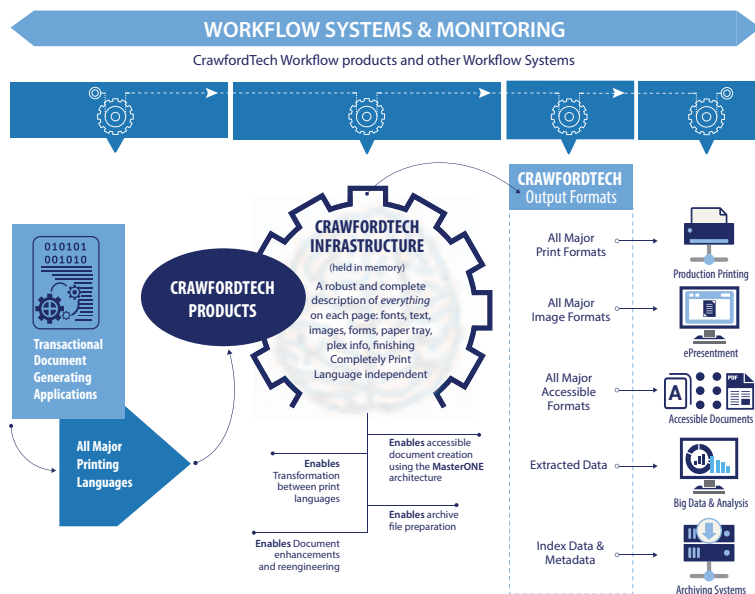 WORKFLOW SYSTEMS & MONITORING
CrawfordTech Workflow products and other Workflow Systems
010101
001010
Transactional
Document
Generating
Applications
All Major
Printing
Languages
CRAWFORDTECH
PRODUCTS
CRAWFORDTECH
INFRASTRUCTURE
(held in memory)
A robust and complete
description of everything
on each page: fonts, text,
images, forms, paper tray,
plex info, finishing
Completely Print
Language independent
Enables
Transformation
between print
languages
Enables Document
enhancements
and reengineering
Enables accessible
document creation
using the MasterONE
architecture
Enables archive
file preparation
CRAWFORDTECH
Output Formats
All Major
Print Formats
Production Printing
All Major
Image Formats
ePresentment
All Major
Accessible
Formats
A
PDF
Accessible Documents
Extracted Data
Big Data & Analysis
Index Data &
Metadata
Archiving Systems